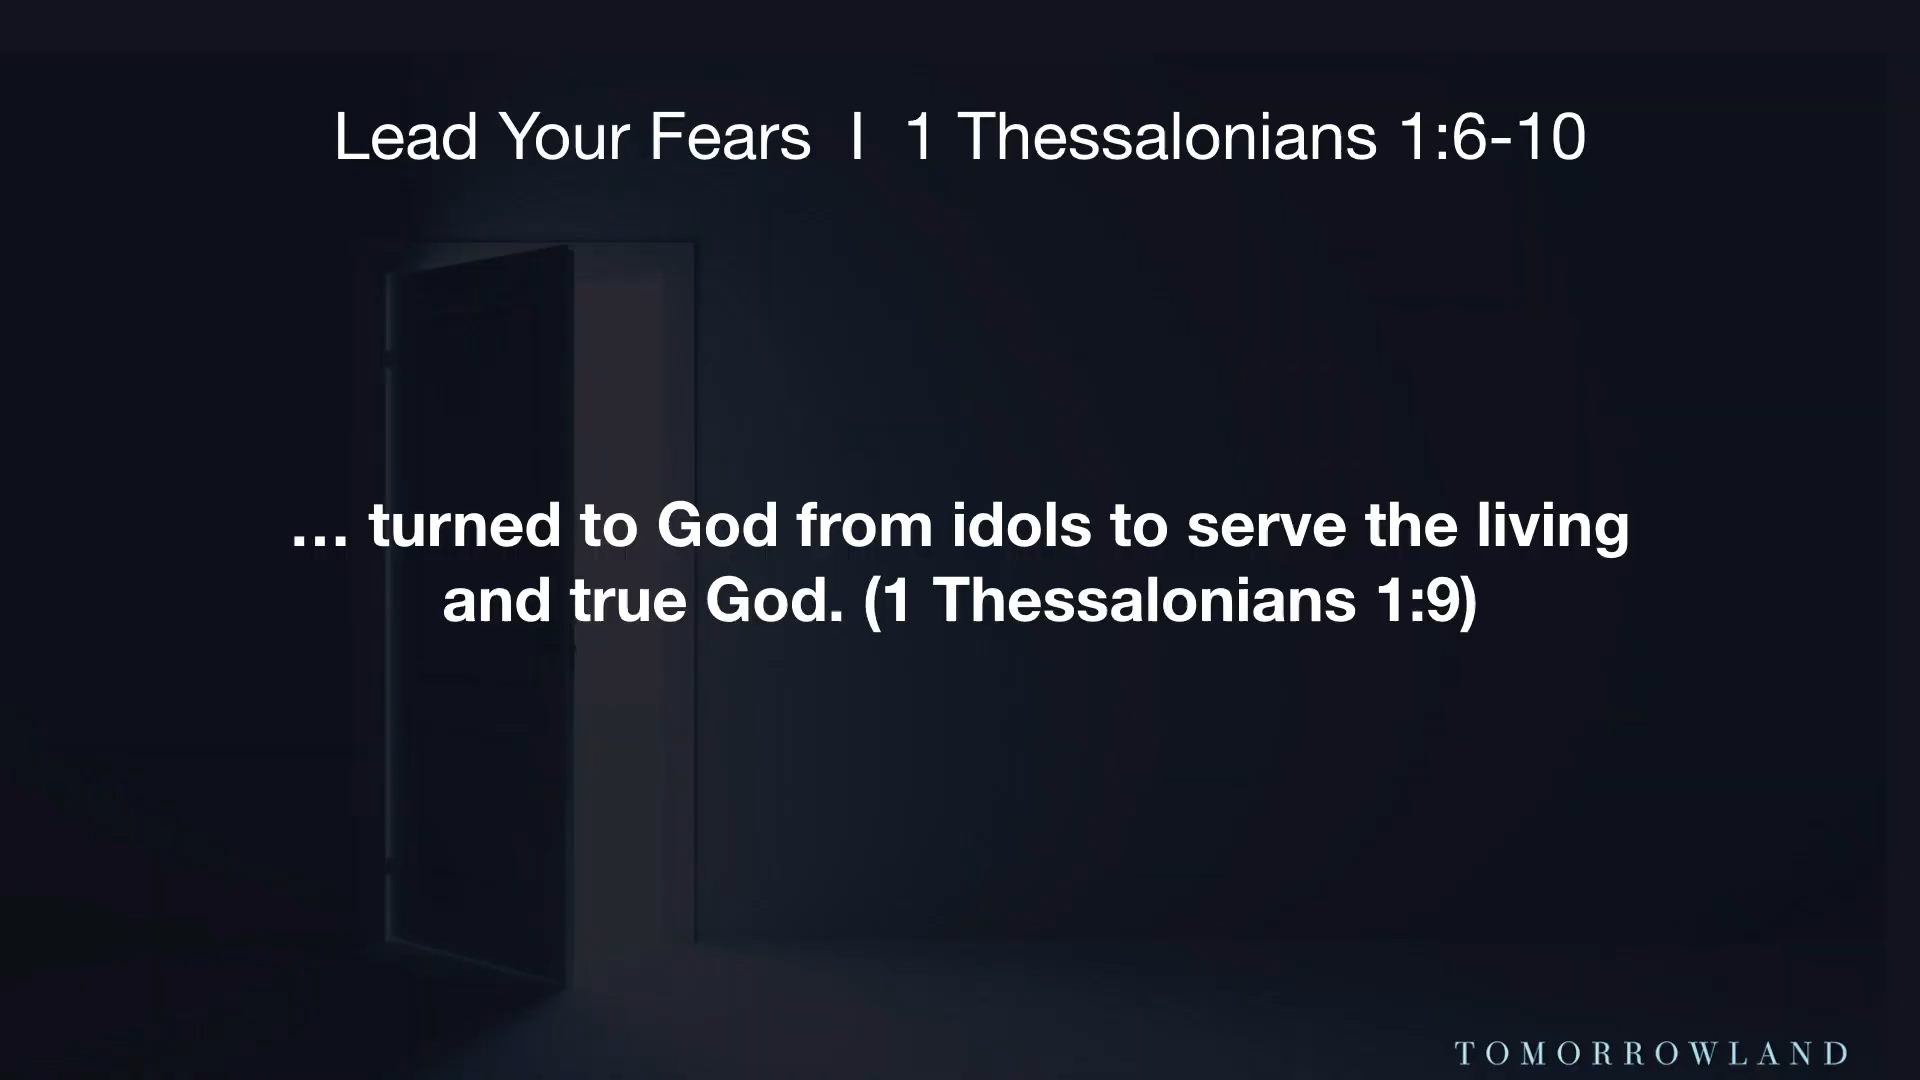 Lead Your Fears I 1 Thessalonians 1:6-10
... turned to God from idols to serve the living
and true God. (1 Thessalonians 1:9)
TOMORROWLAND